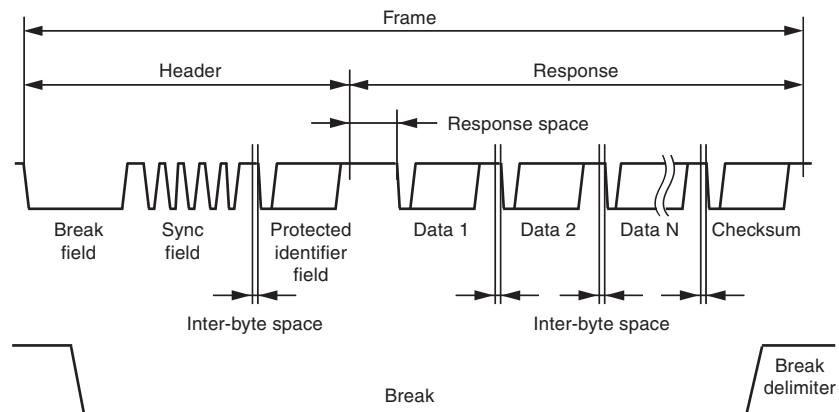 Frame
Header
Response
Response space
Break
field
Sync
field
Protected
identifier
field
Data 1
Data 2
Data N
Checksum
Inter-byte space
Inter-byte space
Break
Break
delimiter